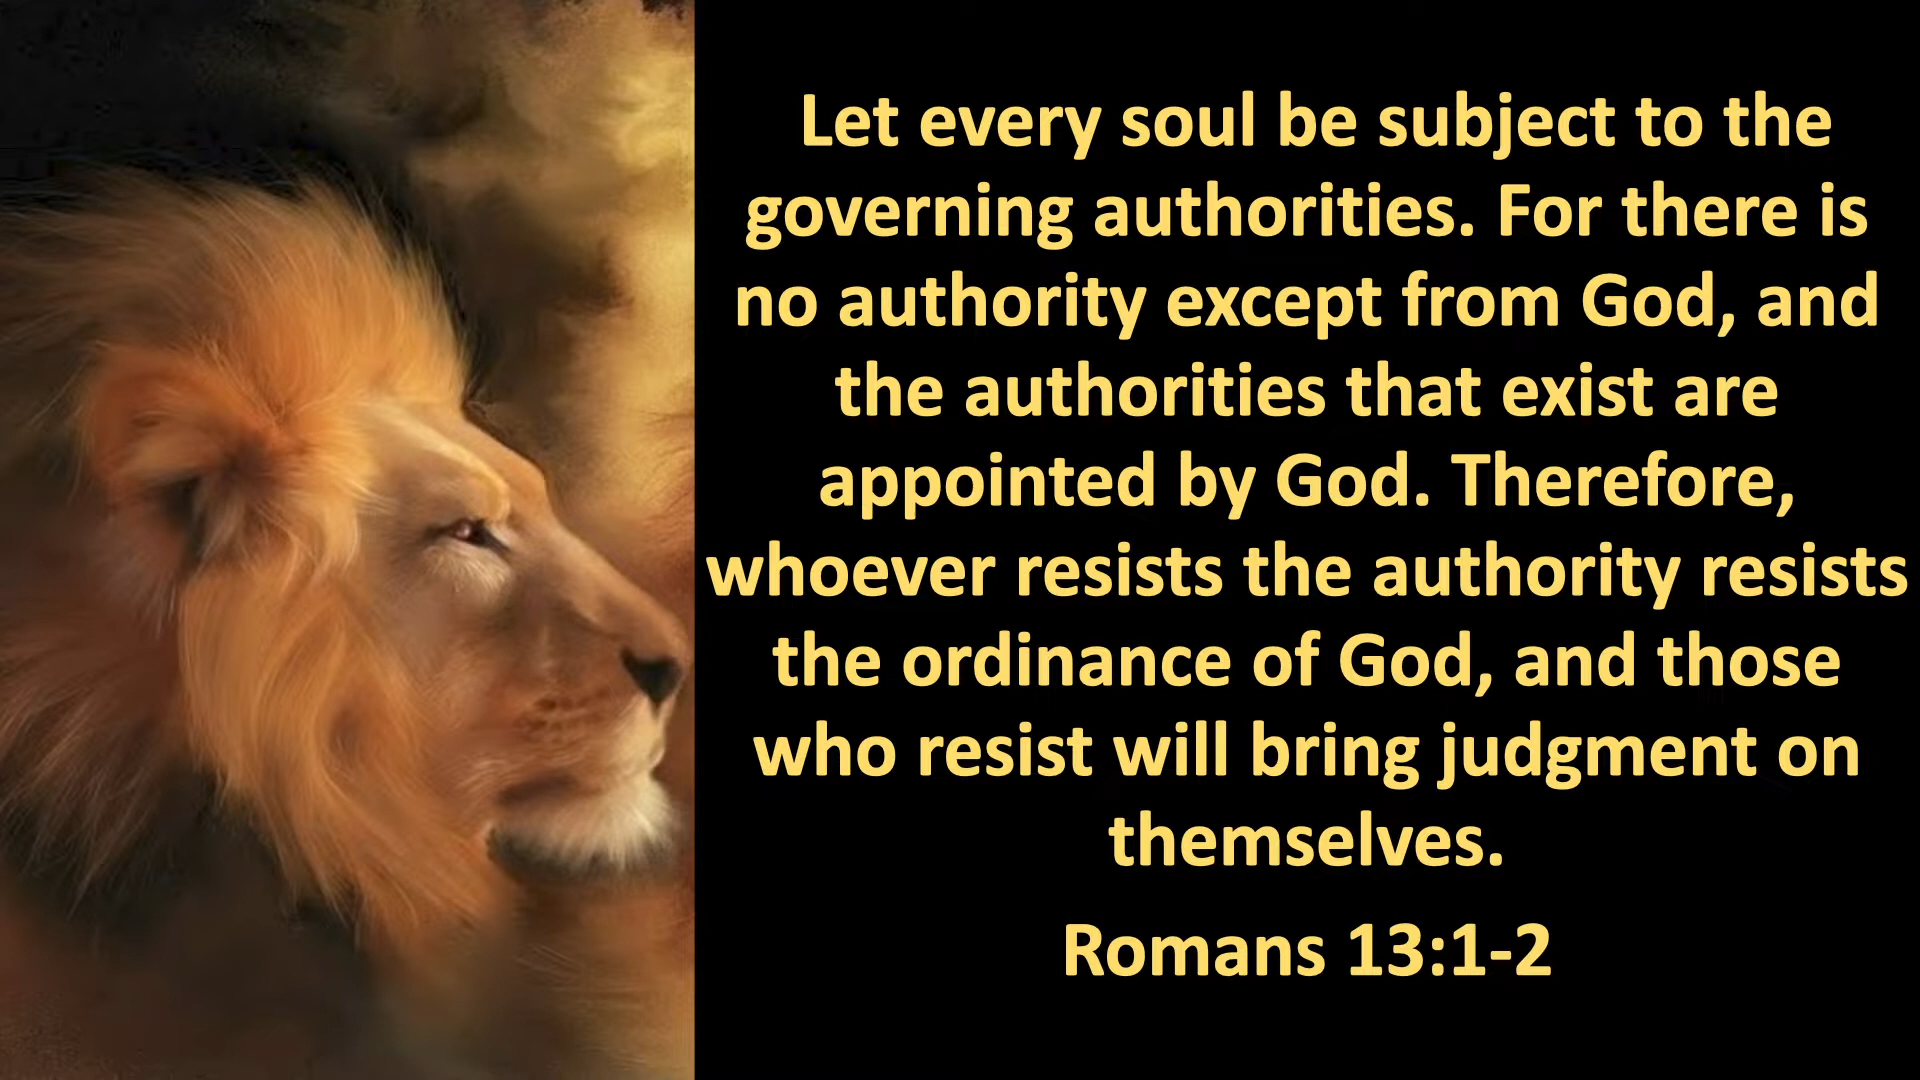 Let every soul be subject to the
governing authorities. For there is
no authority except from God, and
the authorities that exist are
appointed by God. Therefore,
whoever resists the authority resists
the ordinance of God, and those
who resist will bring judgment on
themselves.
Romans 13:1-2